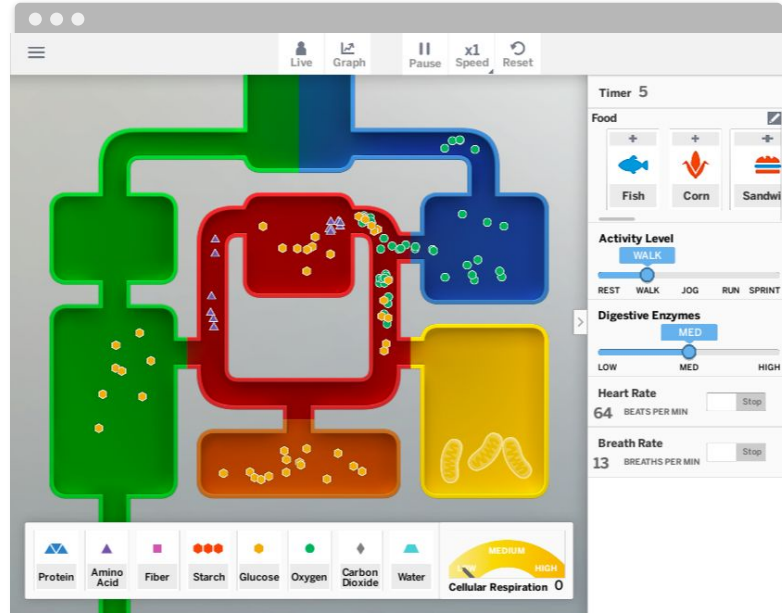 Live
Graph
Pause
x1
Speed
Reset
Timer 5
Food
Fish
Corn
Sandwi
Activity Level
WALK
REST WALK JOG RUN SPRINT
Digestive Enzymes
MED
LOW MED HIGH
Heart Rate
64 BEATS PER MIN
Stop
Breath Rate
13 BREATHS PER MIN
Stop
Protein
Amino
Acid
Fiber
Starch
Glucose
Oxygen
Carbon
Dioxide
Water
LOW
MEDIUM
HIGH
Cellular Respiration 0